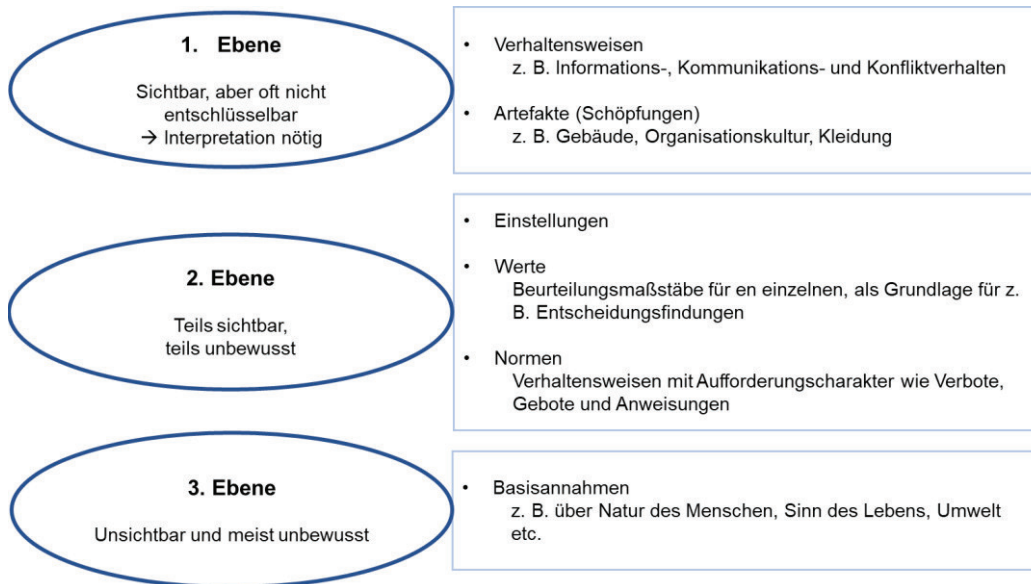 1. Ebene
Sichtbar, aber oft nicht
entschlüsselbar
→ Interpretation nötig
• Verhaltensweisen
z. B. Informations-, Kommunikations- und Konfliktverhalten
• Artefakte (Schöpfungen)
z. B. Gebäude, Organisationskultur, Kleidung
2. Ebene
Teils sichtbar,
teils unbewusst
• Einstellungen
• Werte
Beurteilungsmaßstäbe für en einzelnen, als Grundlage für z.
B. Entscheidungsfindungen
• Normen
Verhaltensweisen mit Aufforderungscharakter wie Verbote,
Gebote und Anweisungen
3. Ebene
Unsichtbar und meist unbewusst
• Basisannahmen
z. B. über Natur des Menschen, Sinn des Lebens, Umwelt
etc.